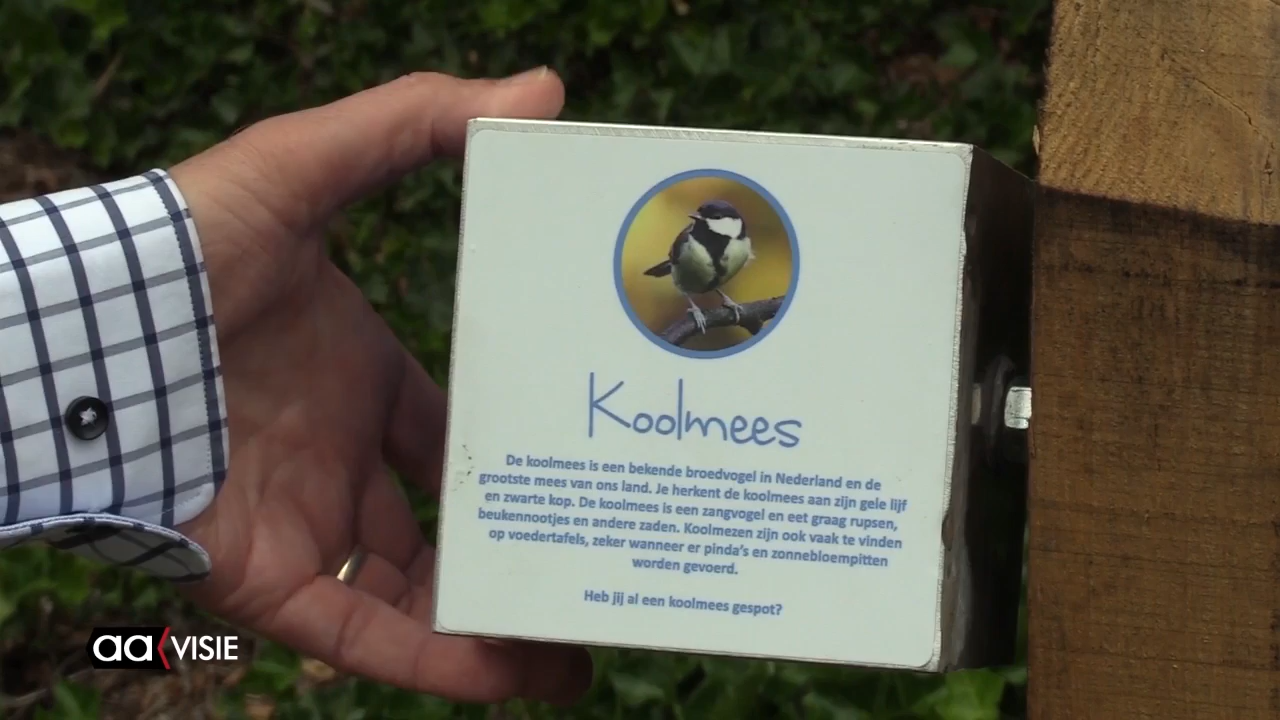 Koolmees
De koolmees is een bekende broedvogel in Nederland en de
grootste mees van ons land. Je herkent de koolmees aan zijn gele lijf
en zwarte kop. De koolmees is een zangvogel en eet graag rupsen,
beukennootjes en andere zaden. Koolmezen zijn ook vaak te vinden
op voedertafels, zeker wanneer er pinda's en zonnebloempitten
worden gevoerd.
Heb jij al een koolmees gespot?
aa VISIE